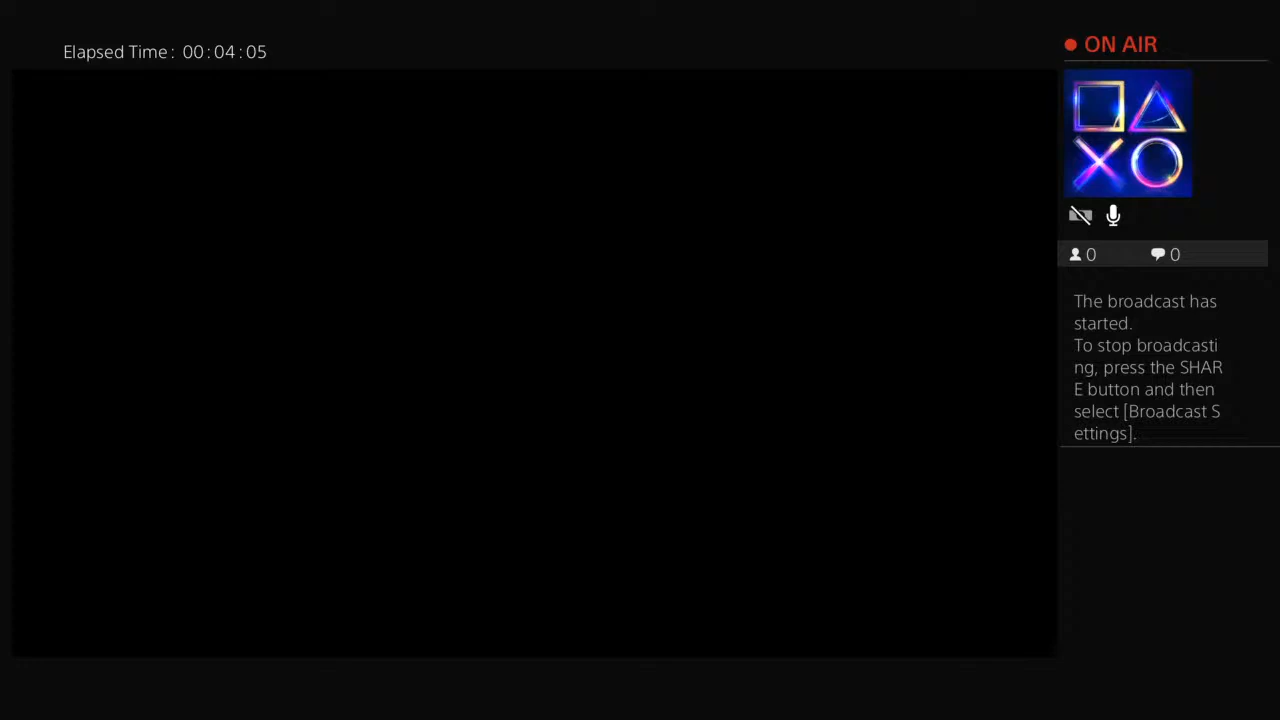 Elapsed Time: 00:04:05
ON AIR
0 0
The broadcast has
started.
To stop broadcasti
ng, press the SHAR
E button and then
select [Broadcast S
ettings].